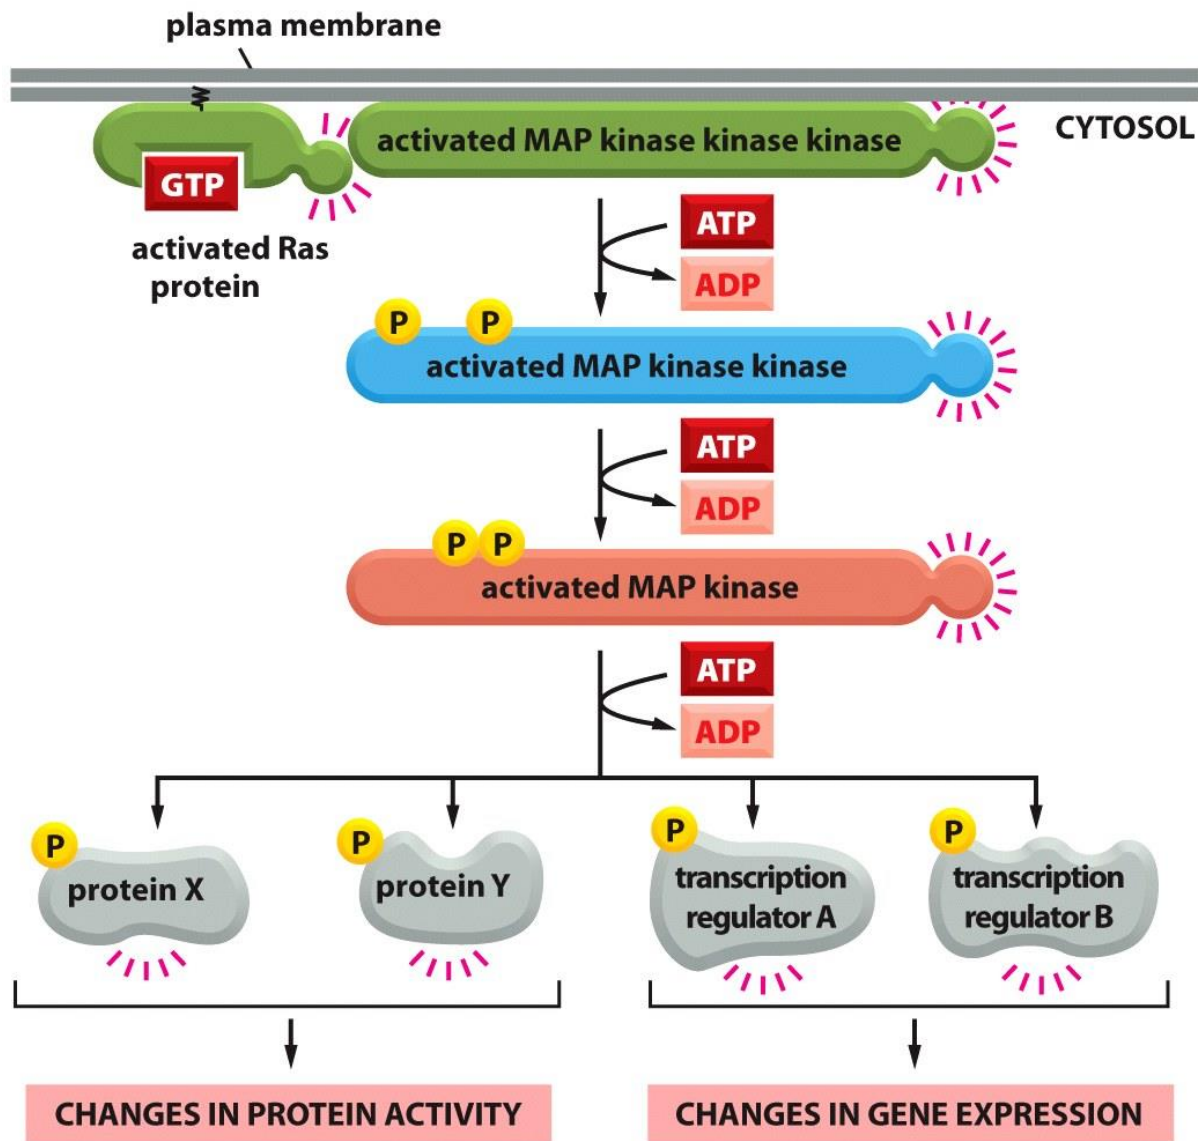 plasma membrane
CYTOSOL
activated MAP kinase kinase kinase
GTP
activated Ras
protein
ATP
ADP
P
P
activated MAP kinase kinase
ATP
ADP
P
P
activated MAP kinase
ATP
ADP
P
protein X
P
protein Y
P
transcription
regulator A
P
transcription
regulator B
CHANGES IN PROTEIN ACTIVITY
CHANGES IN GENE EXPRESSION